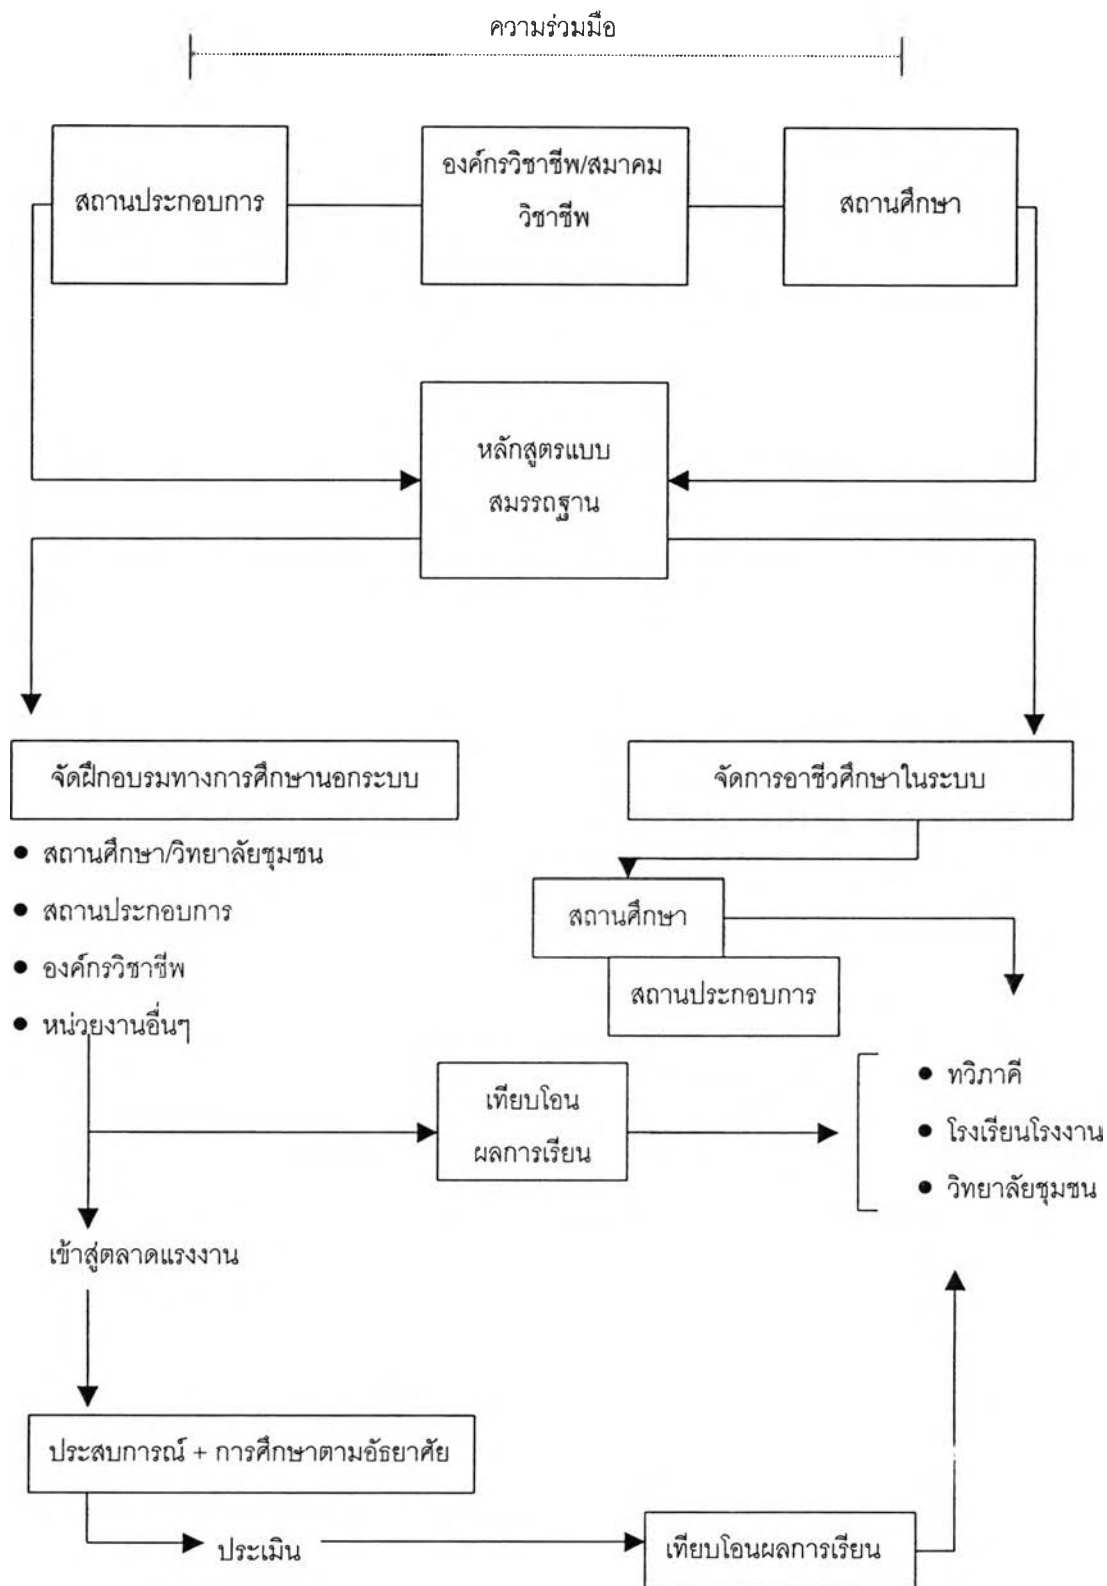 ความร่วมมือ
สถานประกอบการ
องค์กรวิชาชีพ/สมาคม
วิชาชีพ
สถานศึกษา
หลักสูตรแบบ
สมรรถฐาน
จัดฝึกอบรมทางการศึกษานอกระบบ
จัดการอาชีวศึกษาในระบบ
● สถานศึกษา/วิทยาลัยชุมชน
● สถานประกอบการ
● องค์กรวิชาชีพ
● หน่วยงานอื่นๆ
สถานศึกษา
สถานประกอบการ
เทียบโอน
ผลการเรียน
● ทวิภาคี
● โรงเรียนโรงงาน
● วิทยาลัยชุมชน
เข้าสู่ตลาดแรงงาน
ประสบการณ์ + การศึกษาตามอัธยาศัย
ประเมิน
เทียบโอนผลการเรียน